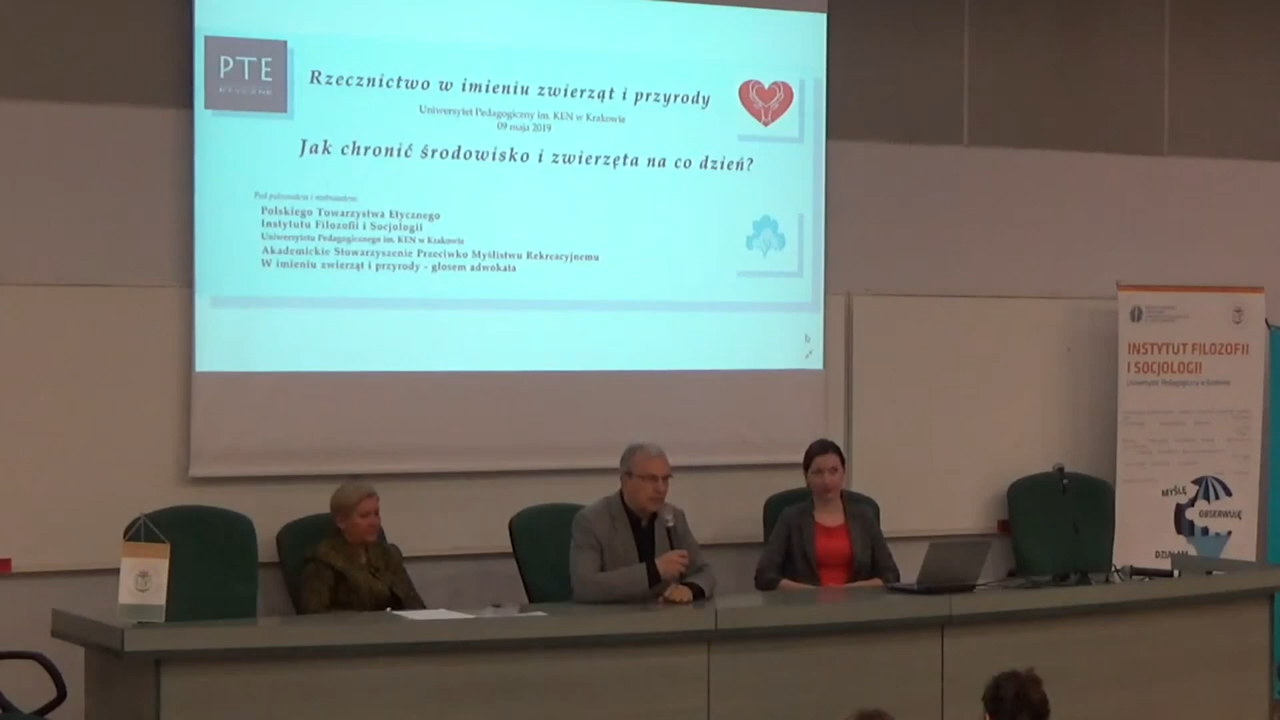 PTE
Rzecznictwo w imieniu zwierząt i przyrody
Uniwersytet Pedagogiczny im. KEN w Krakowie
09 maja 2019
Jak chronić środowisko i zwierzęta na co dzień?
Polskiego Towarzystwa Etycznego
Instytutu Filozofii i Socjologii
Uniwersytetu Pedagogicznego im. KEN w Krakowie
Akademickie Stowarzyszenie Przeciwko Myślistwu Rekreacyjnemu
W imieniu zwierząt i przyrody - głosem adwokata
INSTYTUT FILOZOFII
I SOCJOLOGII
Uniwersytet Pedagogiczny w Krakowie
MYŚLĘ
OBSERWUJĘ
DZIAŁAM